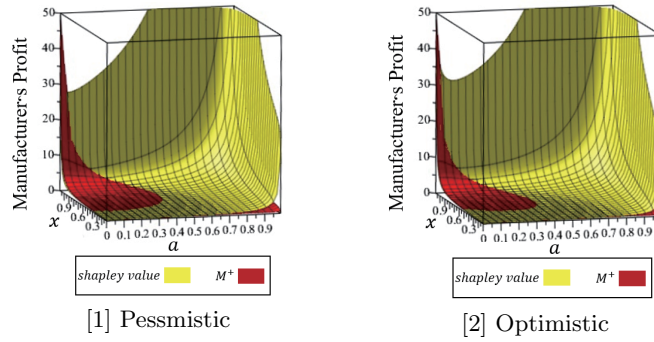 Manufacturer's Profit
50
40
30
20
10
0
0.9
0.6
0.3
x
0 0.1 0.2 0.3 0.4 0.5 0.6 0.7 0.8 0.9
a
shapley value M⁺
[1] Pessmistic
Manufacturer's Profit
50
40
30
20
10
0
0.9
0.6
0.3
x
0 0.1 0.2 0.3 0.4 0.5 0.6 0.7 0.8 0.9
a
shapley value M⁺
[2] Optimistic